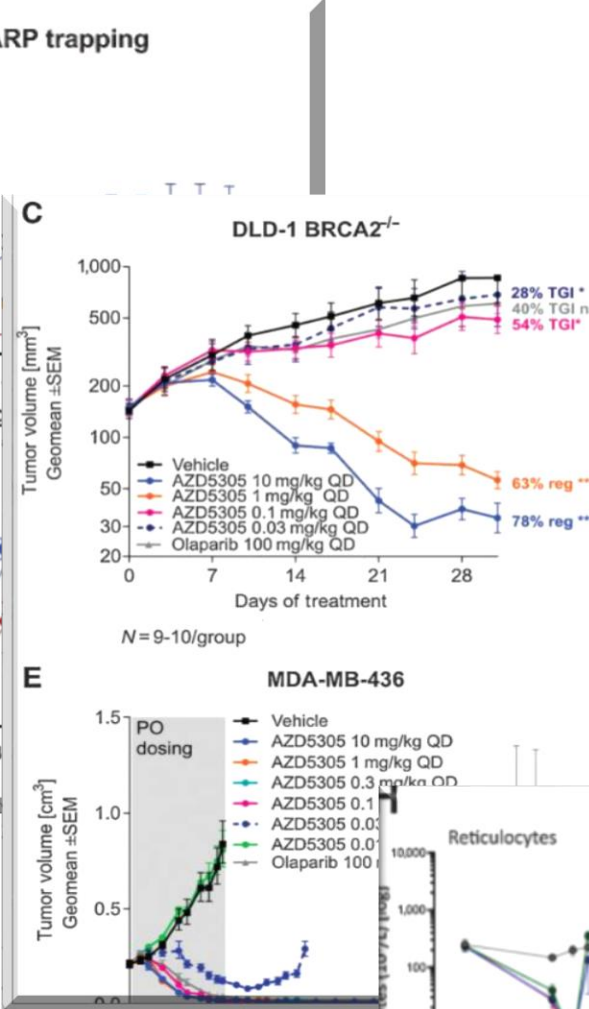 ARP trapping
C
DLD-1 BRCA2-/-
1,000
500
200
100
50
30
20
Tumor volume [mm³]
Geomean ±SEM
28% TGI *
40% TGI n
54% TGI*
63% reg **
78% reg **
Vehicle
AZD5305 10 mg/kg QD
AZD5305 1 mg/kg QD
AZD5305 0.1 mg/kg QD
AZD5305 0.03 mg/kg QD
Olaparib 100 mg/kg QD
0 7 14 21 28
Days of treatment
N = 9-10/group
E
MDA-MB-436
1.5
1.0
0.5
0.0
Tumor volume [cm³]
Geomean ±SEM
PO
dosing
Vehicle
AZD5305 10 mg/kg QD
AZD5305 1 mg/kg QD
AZD5305 0.3 mg/kg QD
AZD5305 0.1
AZD5305 0.03
AZD5305 0.01
Olaparib 100
Reticulocytes
10,000
1,000
100